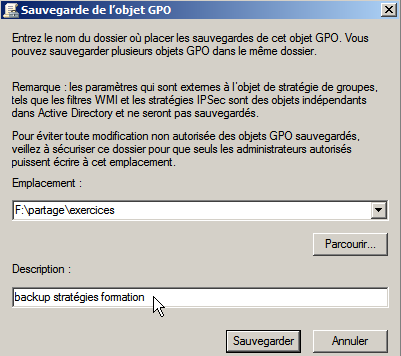 Sauvegarde de l'objet GPO
Entrez le nom du dossier où placer les sauvegardes de cet objet GPO. Vous
pouvez sauvegarder plusieurs objets GPO dans le même dossier.
Remarque : les paramètres qui sont externes à l'objet de stratégie de groupes,
tels que les filtres WMI et les stratégies IPSec sont des objets indépendants
dans Active Directory et ne seront pas sauvegardés.
Pour éviter toute modification non autorisée des objets GPO sauvegardés,
veillez à sécuriser ce dossier pour que seuls les administrateurs autorisés
puissent écrire à cet emplacement.
Emplacement :
F:\partage\exercices
Parcourir...
Description :
backup stratégies formation
Sauvegarder
Annuler